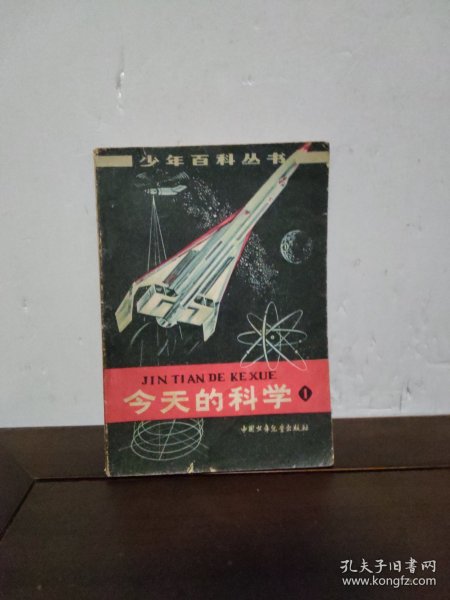 少年百科丛书
JIN TIAN DE KE XUE
今天的科学 1
中国少年儿童出版社
孔夫子旧书网
www.kongfz.com